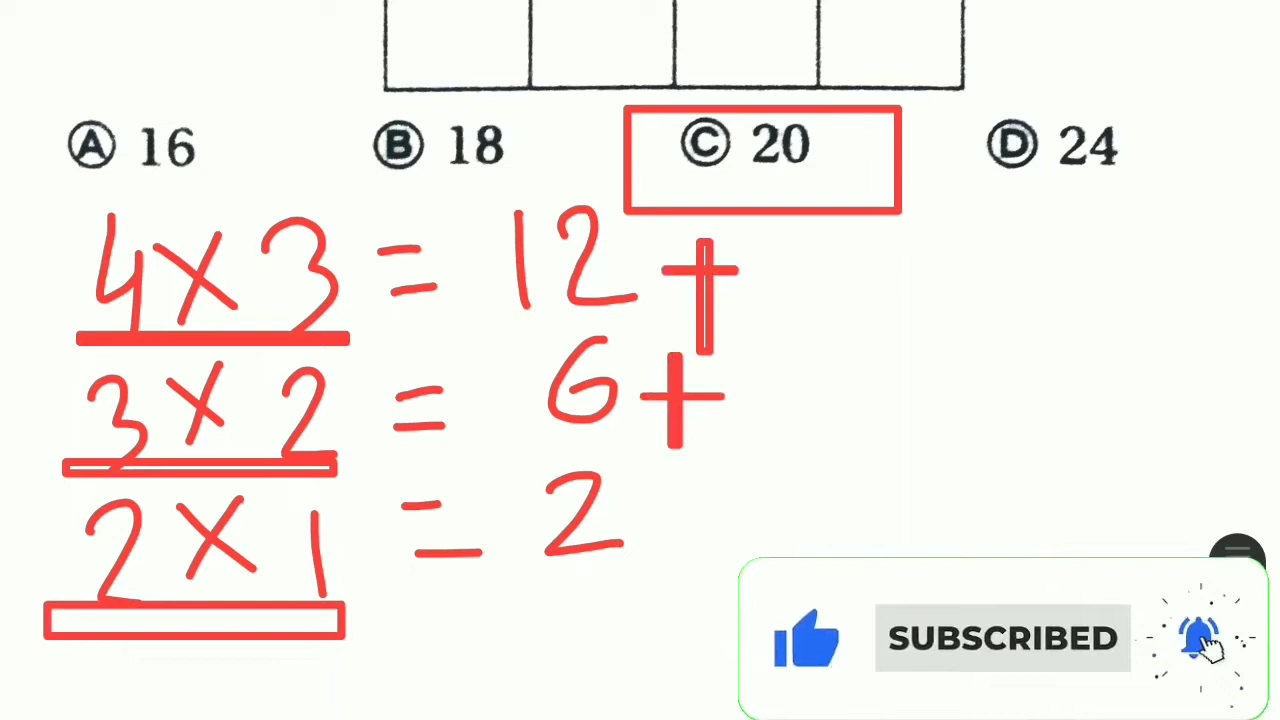 Ⓐ 16 Ⓑ 18 Ⓒ 20 Ⓓ 24
4 × 3 = 12 +
3 × 2 = 6 +
2 × 1 = 2
SUBSCRIBED